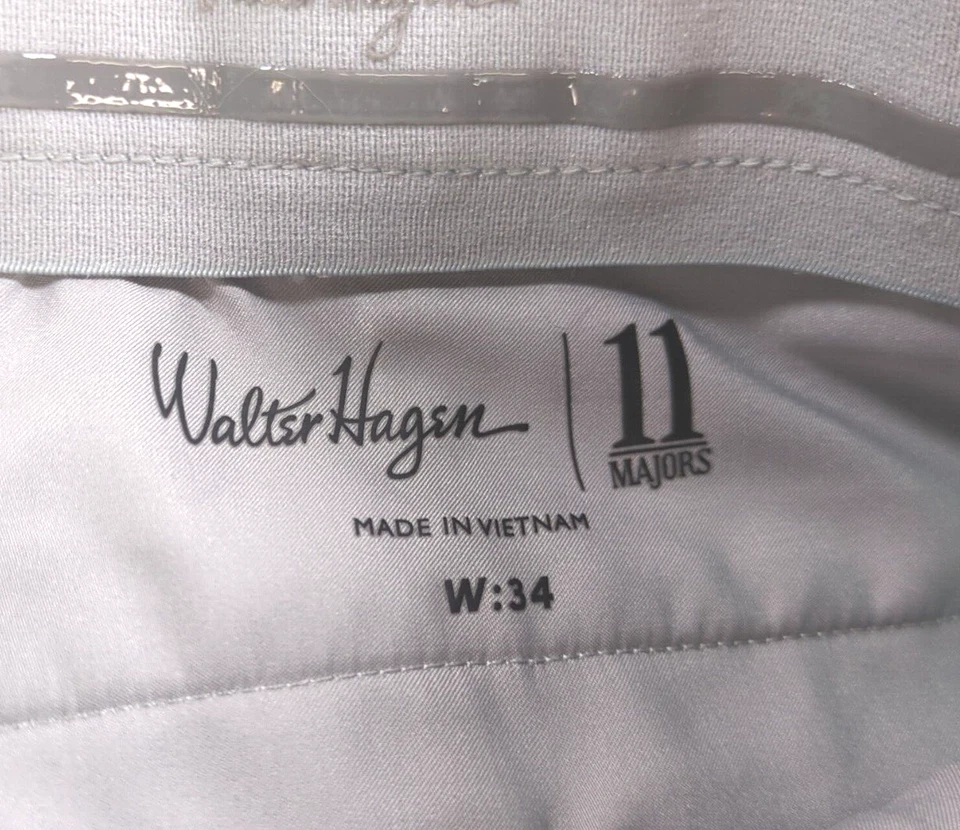 Walter Hagen | 11 MAJORS
MADE IN VIETNAM
W:34